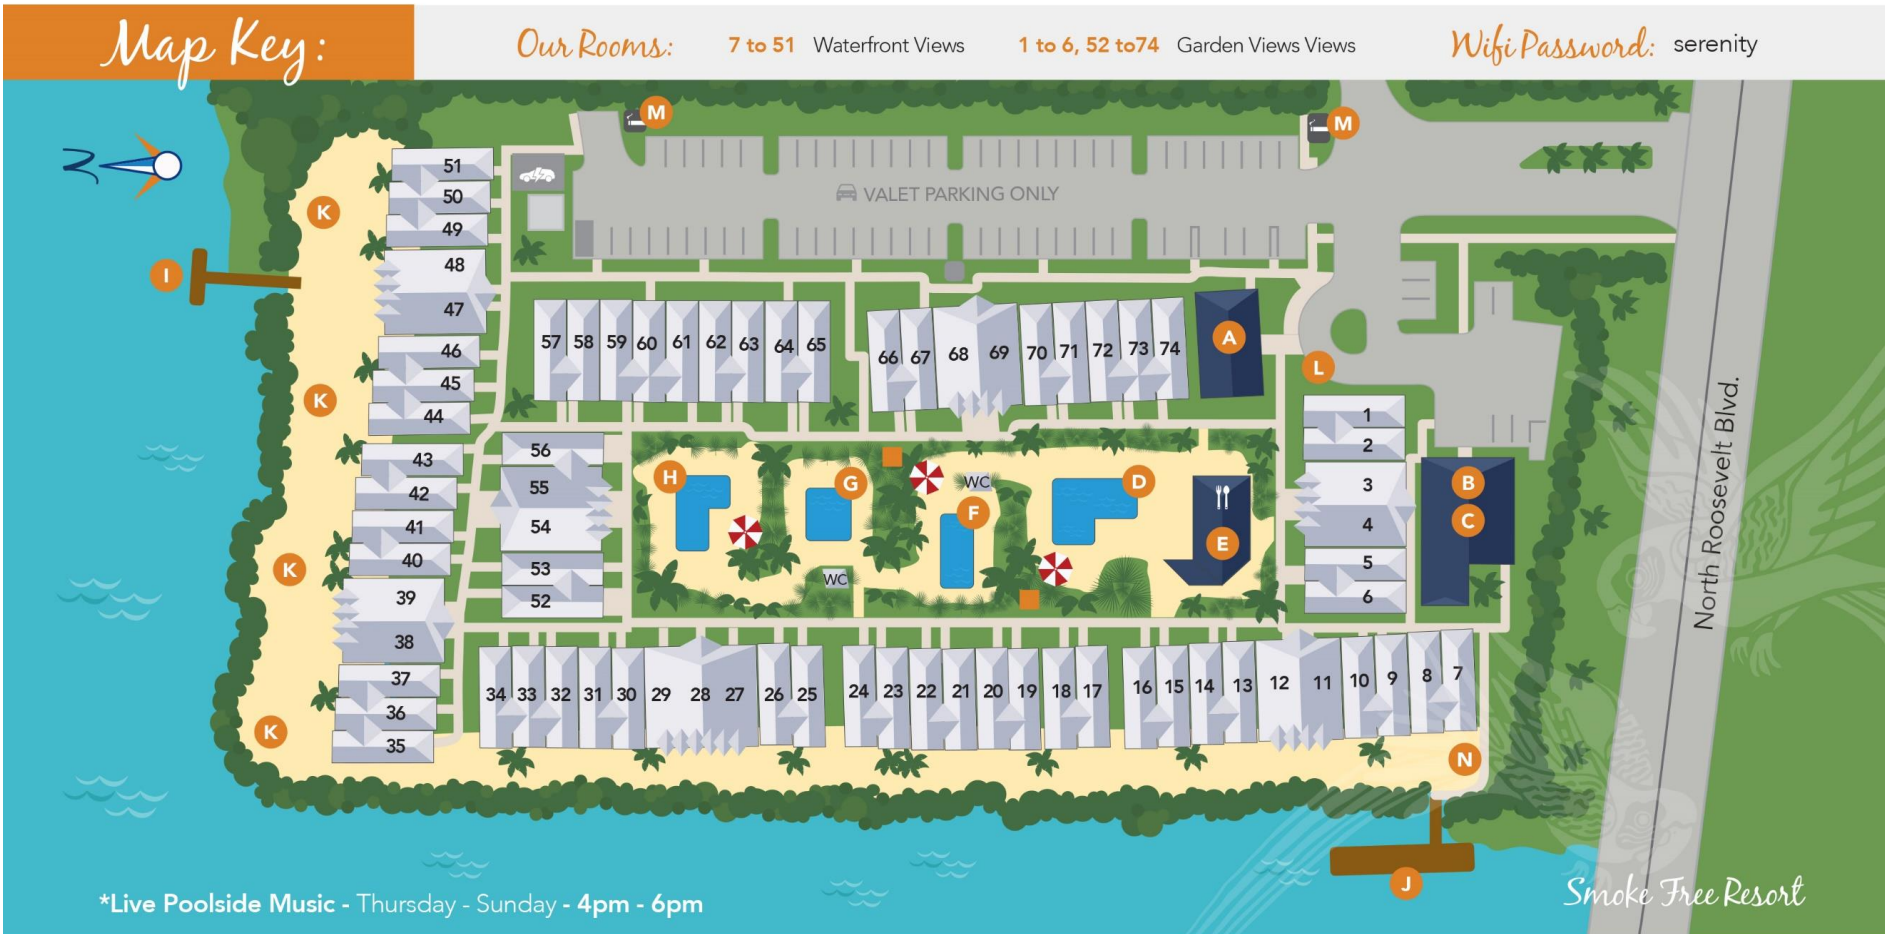 Map Key:
Our Rooms: 7 to 51 Waterfront Views 1 to 6, 52 to74 Garden Views Views
Wifi Password: serenity
M
M
N
VALET PARKING ONLY
K
I
K
K
K
51
50
49
48
47
46
45
44
43
42
41
40
39
38
37
36
35
57 58 59 60 61 62 63 64 65
66 67 68 69 70 71 72 73 74
A
L
56
55
54
53
52
H
G
WC
F
D
E
WC
1
2
3
4
5
6
B
C
North Roosevelt Blvd.
34 33 32 31 30 29 28 27 26 25
24 23 22 21 20 19 18 17
16 15 14 13 12 11 10 9 8 7
N
J
*Live Poolside Music - Thursday - Sunday - 4pm - 6pm
Smoke Free Resort